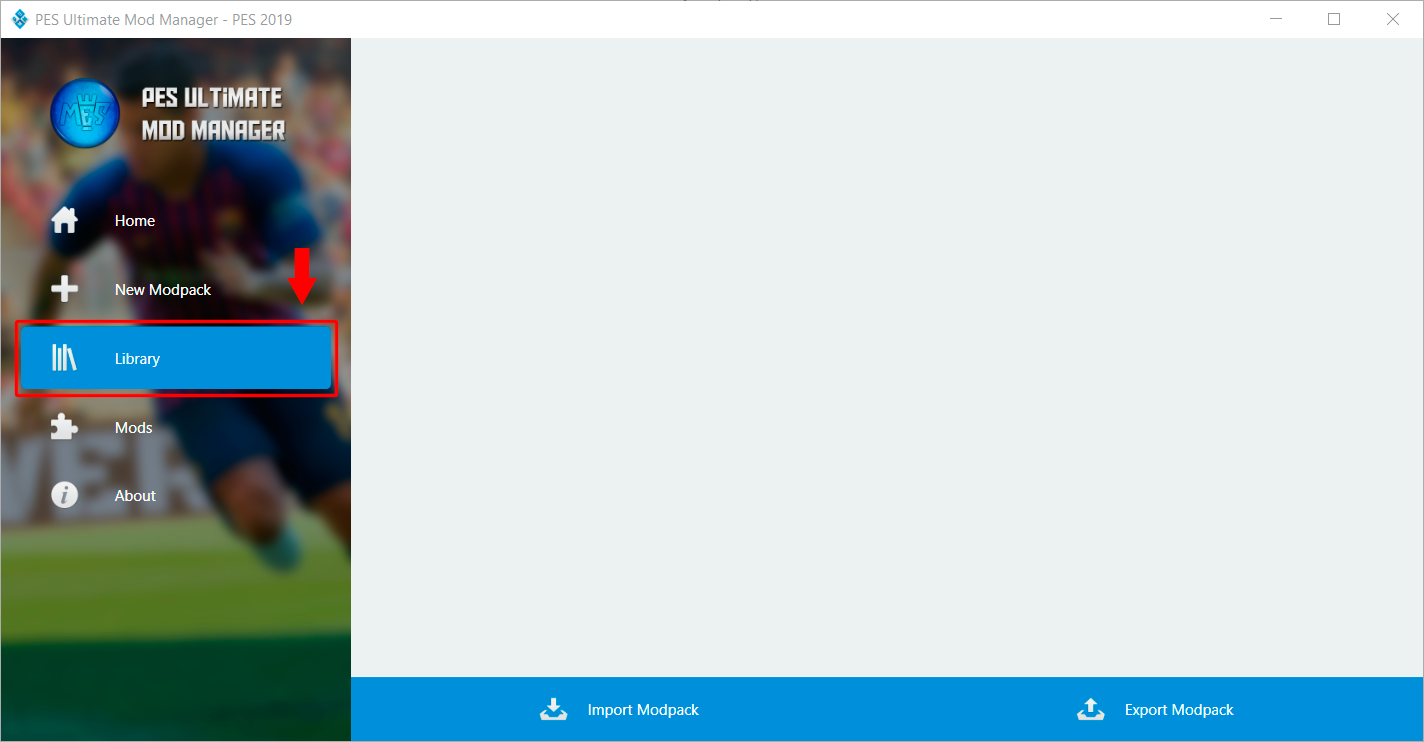 PES Ultimate Mod Manager - PES 2019
PES ULTiMATE
MOD MANAGER
Home
New Modpack
Library
Mods
About
Import Modpack
Export Modpack